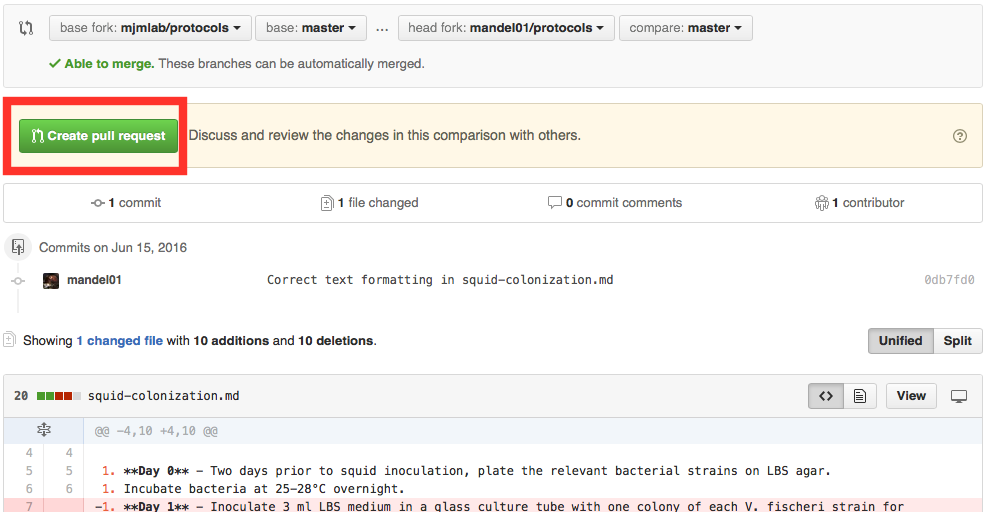 base fork: mjmlab/protocols base: master ... head fork: mandel01/protocols compare: master
Able to merge. These branches can be automatically merged.
Create pull request Discuss and review the changes in this comparison with others. ?
1 commit 1 file changed 0 commit comments 1 contributor
Commits on Jun 15, 2016
mandel01 Correct text formatting in squid-colonization.md 0db7fd0
Showing 1 changed file with 10 additions and 10 deletions. Unified Split
20 squid-colonization.md <> View
@@ -4,10 +4,10 @@
4 4
5 5 1. **Day 0** – Two days prior to squid inoculation, plate the relevant bacterial strains on LBS agar.
6 6 1. Incubate bacteria at 25–28°C overnight.
7 -1. **Day 1** – Inoculate 3 ml LBS medium in a glass culture tube with one colony of each V. fischeri strain for